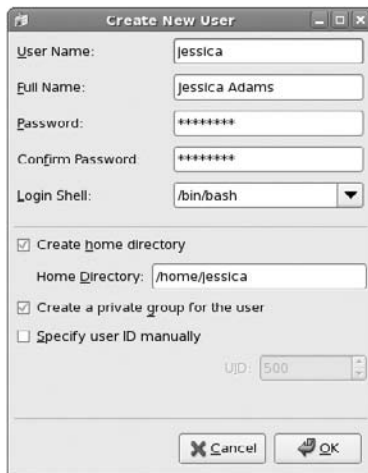 Create New User
User Name: jessica
Full Name: Jessica Adams
Password: ********
Confirm Password: ********
Login Shell: /bin/bash
Create home directory
Home Directory: /home/jessica
Create a private group for the user
Specify user ID manually
UID: 500
Cancel OK